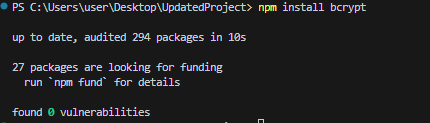 PS C:\Users\user\Desktop\UpdatedProject> npm install bcrypt
up to date, audited 294 packages in 10s
27 packages are looking for funding
run `npm fund` for details
found 0 vulnerabilities